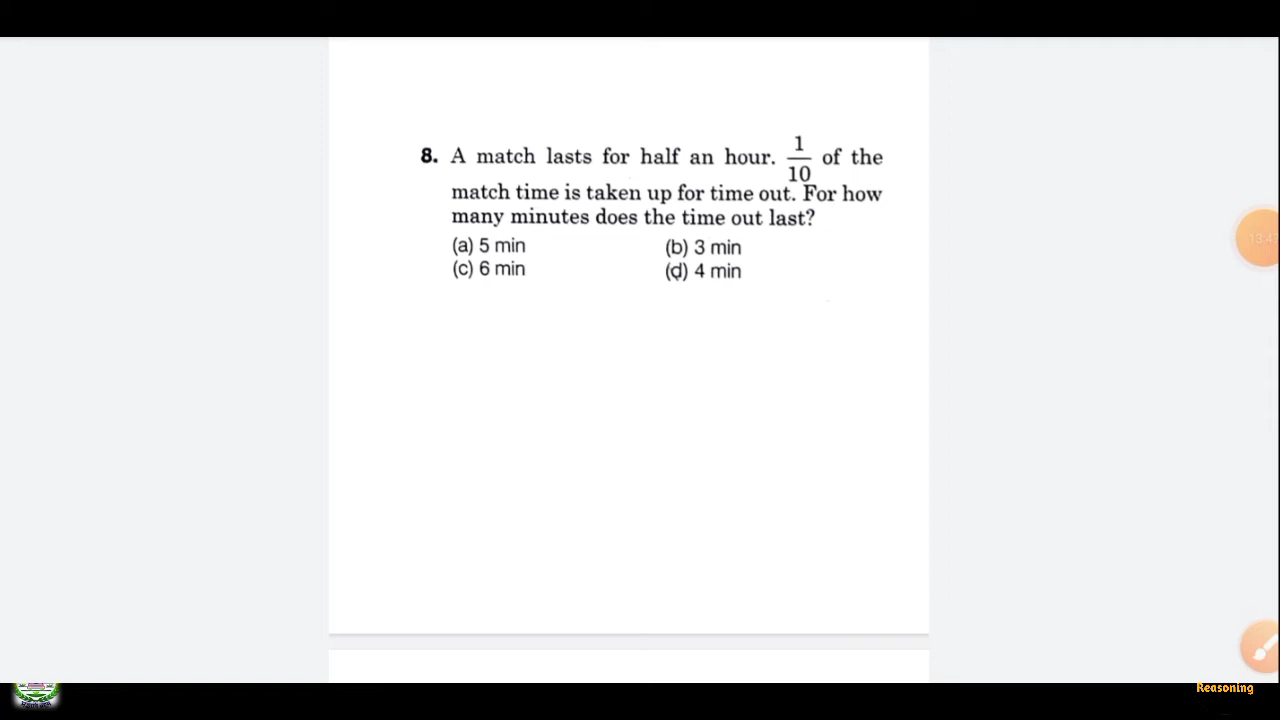 8. A match lasts for half an hour. 1/10 of the
match time is taken up for time out. For how
many minutes does the time out last?
(a) 5 min (b) 3 min
(c) 6 min (d) 4 min
Reasoning